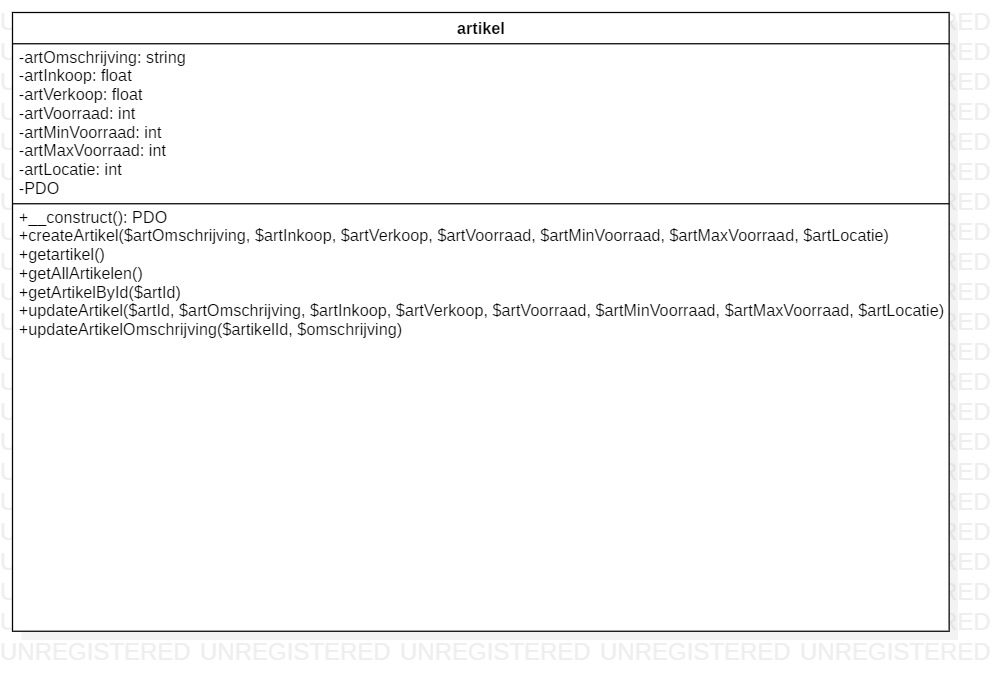 artikel
-artOmschrijving: string
-artInkoop: float
-artVerkoop: float
-artVoorraad: int
-artMinVoorraad: int
-artMaxVoorraad: int
-artLocatie: int
-PDO
+__construct(): PDO
+createArtikel($artOmschrijving, $artInkoop, $artVerkoop, $artVoorraad, $artMinVoorraad, $artMaxVoorraad, $artLocatie)
+getartikel()
+getAllArtikelen()
+getArtikelById($artId)
+updateArtikel($artId, $artOmschrijving, $artInkoop, $artVerkoop, $artVoorraad, $artMinVoorraad, $artMaxVoorraad, $artLocatie)
+updateArtikelOmschrijving($artikelId, $omschrijving)
UNREGISTERED UNREGISTERED UNREGISTERED UNREGISTERED UNREGISTERED